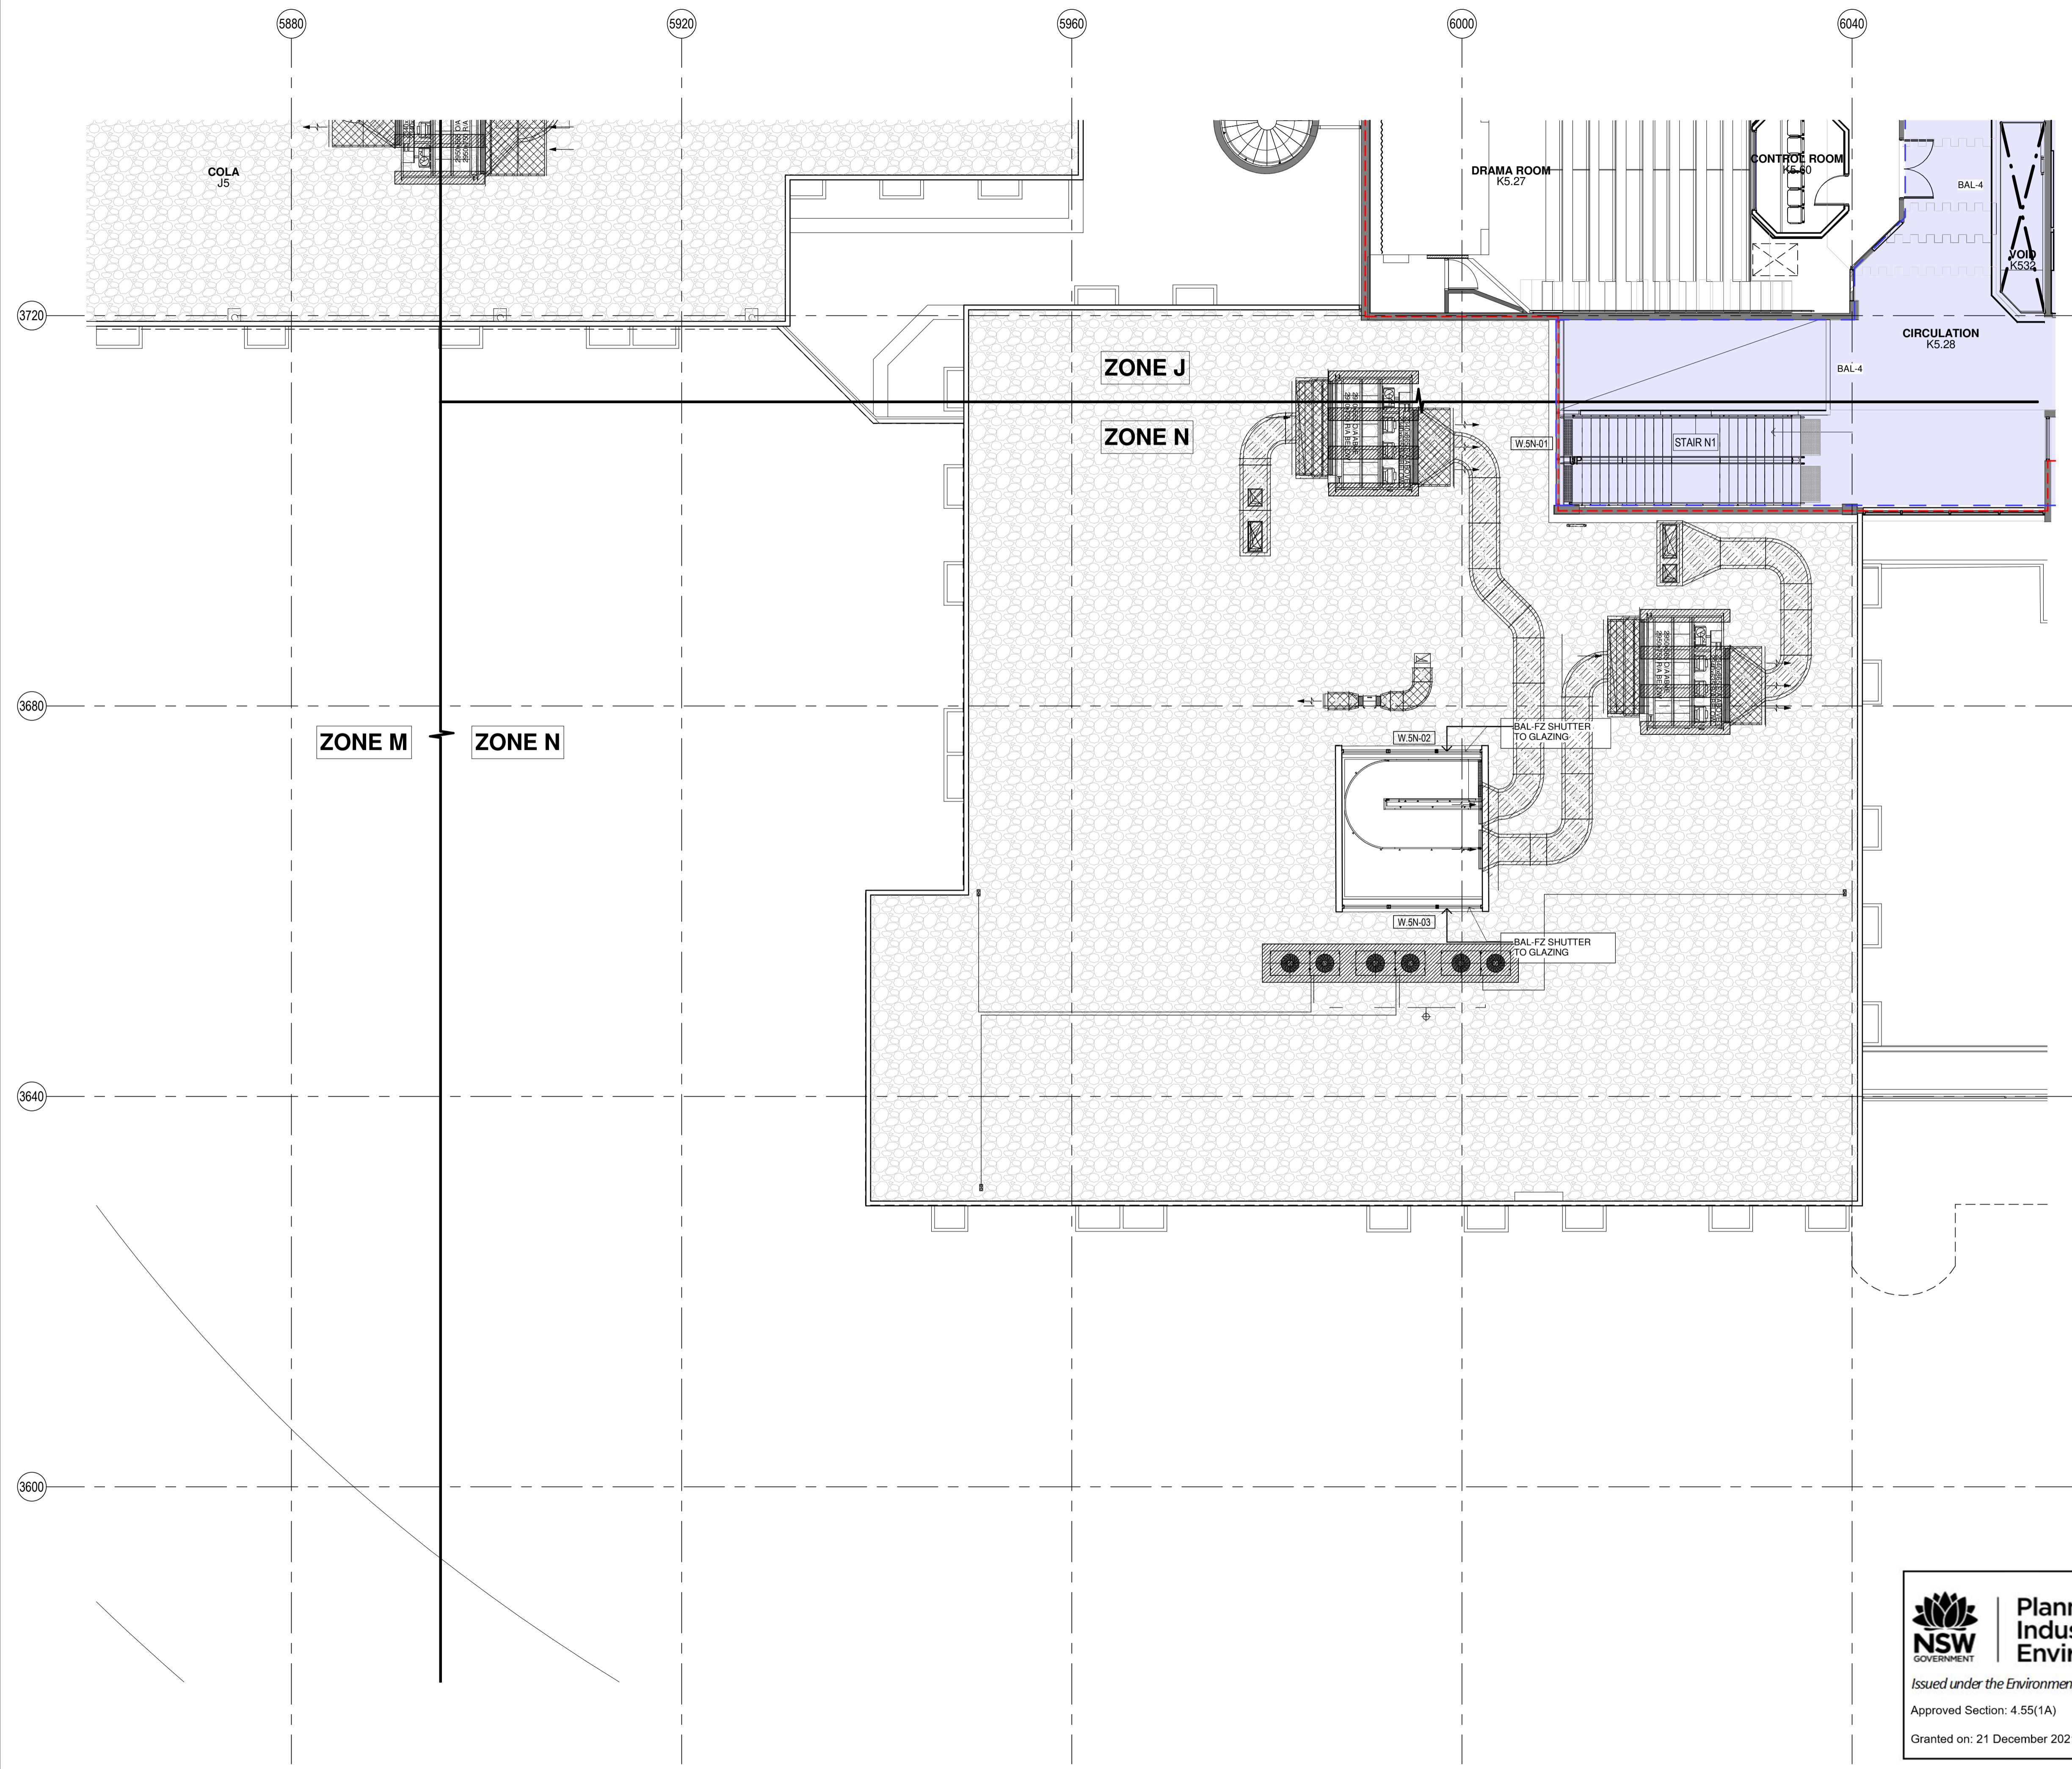 5880
5920
5960
6000
6040
COLA
J5
DRAMA ROOM
K5.27
CONTROL ROOM
K5.60
BAL-4
VOID
K532
3720
CIRCULATION
K5.28
BAL-4
ZONE J
ZONE N
W.5N-01
STAIR N1
3680
ZONE M
ZONE N
W.5N-02
BAL-FZ SHUTTER
TO GLAZING
W.5N-03
BAL-FZ SHUTTER
TO GLAZING
3640
3600
NSW
GOVERNMENT
Issued under the
Approved Section: 4.55(1A)
Granted on: 21 December